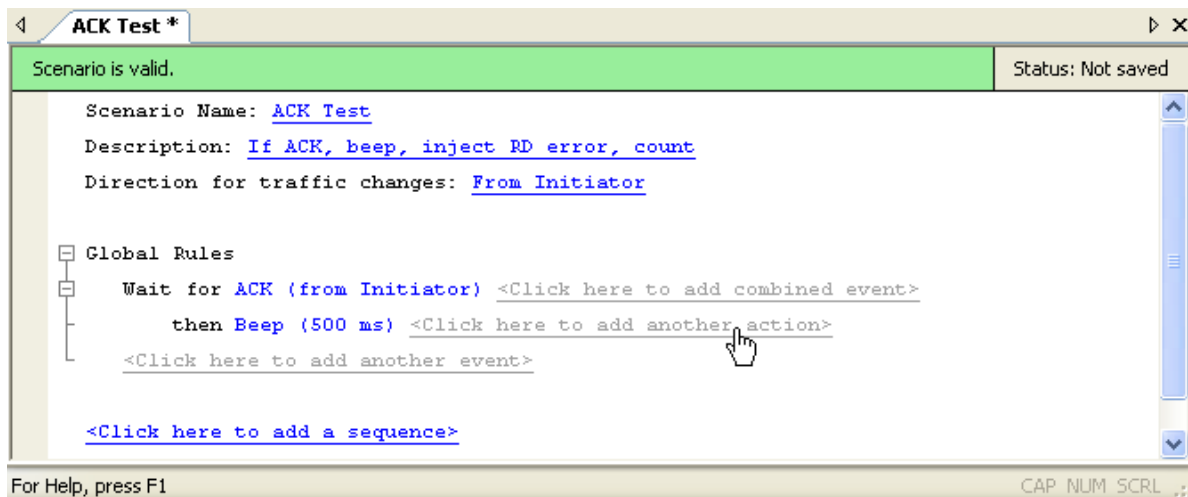 ACK Test *
Scenario is valid. Status: Not saved
Scenario Name: ACK Test
Description: If ACK, beep, inject RD error, count
Direction for traffic changes: From Initiator
Global Rules
Wait for ACK (from Initiator) <Click here to add combined event>
then Beep (500 ms) <Click here to add another action>
<Click here to add another event>
<Click here to add a sequence>
For Help, press F1 CAP NUM SCRL